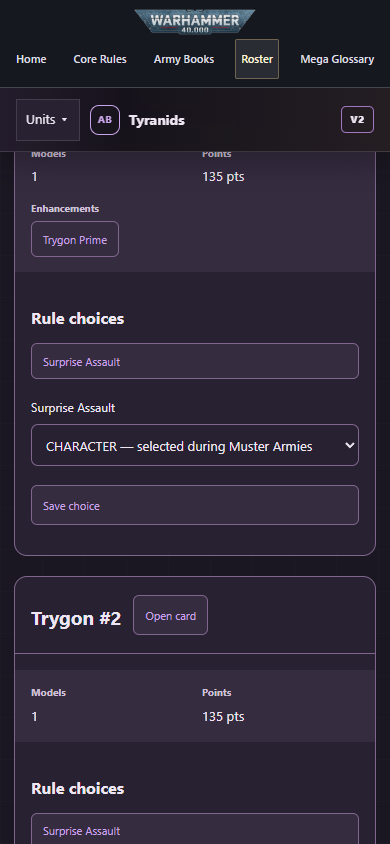 WARHAMMER
40,000
Home
Core Rules
Army Books
Roster
Mega Glossary
Units
AB
Tyranids
V2
Models
Points
1
135 pts
Enhancements
Trygon Prime
Rule choices
Surprise Assault
Surprise Assault
CHARACTER — selected during Muster Armies
Save choice
Trygon #2
Open card
Models
Points
1
135 pts
Rule choices
Surprise Assault